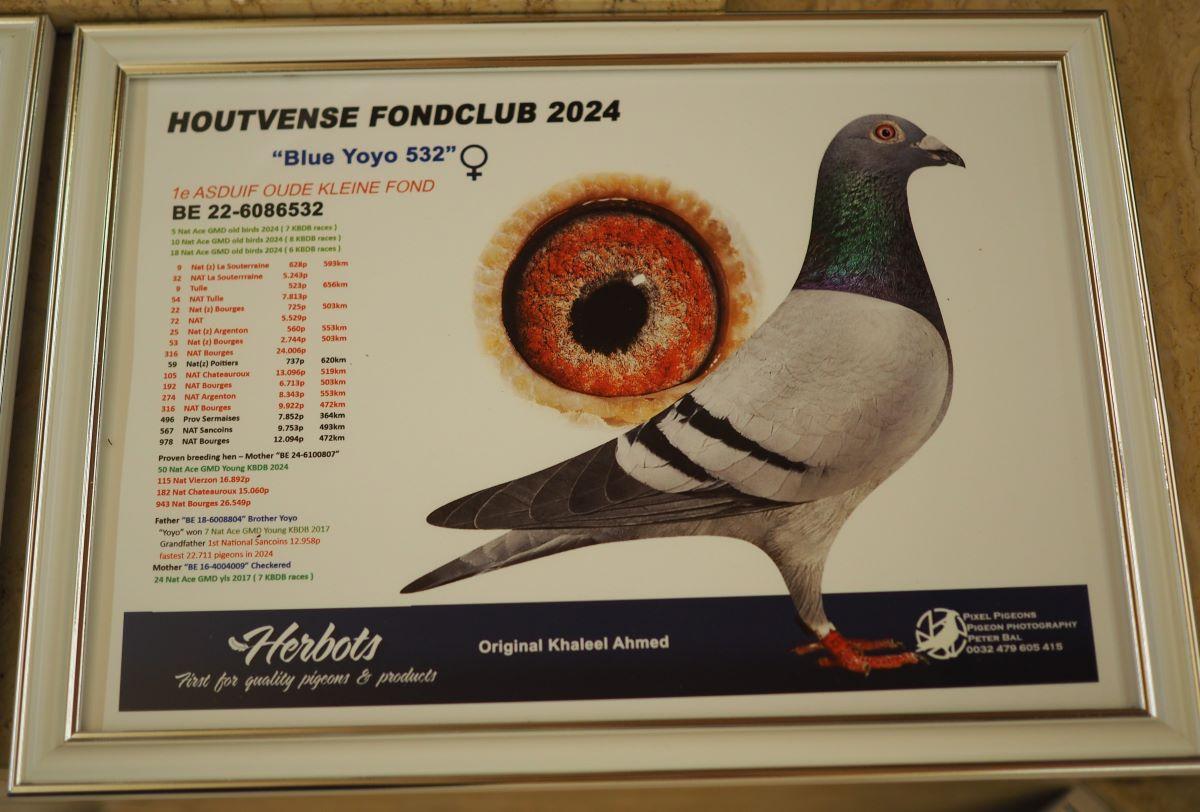 HOUTVENSE FONDCLUB 2024
“Blue Yoyo 532” ♀
1e ASDUIF OUDE KLEINE FOND
BE 22-6086532
5 Nat Ace GMD old birds 2024 ( 7 KBDB races )
10 Nat Ace GMD old birds 2024 ( 8 KBDB races )
18 Nat Ace GMD old birds 2024 ( 6 KBDB races )
9 Nat (z) La Souterraine 628p 593km
32 NAT La Souterrraine 5.243p
9 Tulle 523p 656km
54 NAT Tulle 7.813p
22 Nat (z) Bourges 725p 503km
72 NAT 5.529p
25 Nat (z) Argenton 560p 553km
53 Nat (z) Bourges 2.744p 503km
316 NAT Bourges 24.006p
59 Nat(z) Poitiers 737p 620km
105 NAT Chateauroux 13.096p 519km
192 NAT Bourges 6.713p 503km
274 NAT Argenton 8.343p 553km
316 NAT Bourges 9.922p 472km
496 Prov Sermaises 7.852p 364km
567 NAT Sancoins 9.753p 493km
978 NAT Bourges 12.094p 472km
Proven breeding hen – Mother “BE 24-6100807”
50 Nat Ace GMD Young KBDB 2024
115 Nat Vierzon 16.892p
182 Nat Chateauroux 15.060p
943 Nat Bourges 26.549p
Father “BE 18-6008804” Brother Yoyo
“Yoyo” won 7 Nat Ace GMD Young KBDB 2017
Grandfather 1st National Sancoins 12.958p
fastest 22.711 pigeons in 2024
Mother “BE 16-4004009” Checkered
24 Nat Ace GMD yls 2017 ( 7 KBDB races )
Herbots
First for quality pigeons & products
Original Khaleel Ahmed
PIXEL PIGEONS
PIGEON PHOTOGRAPHY
PETER BAL
0032 479 605 415